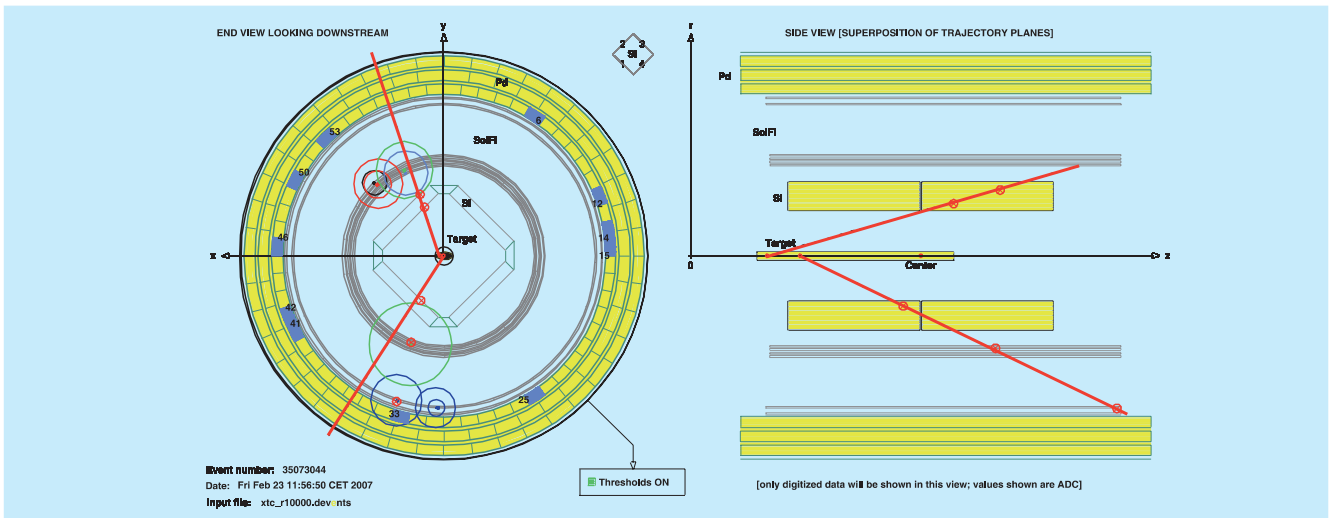 END VIEW LOOKING DOWNSTREAM
y
2 3
Si
1 4
Pd
6
53
SciFi
50
Si
12
Target
14
46
x
15
42
41
33
25
Event number: 35073044
Date: Fri Feb 23 11:56:50 CET 2007
Input file: xtc_r10000.dev nts
Thresholds ON
r
SIDE VIEW [SUPERPOSITION OF TRAJECTORY PLANES]
Pd
SciFi
Si
Target
0
Center
z
[only digitized data will be shown in this view; values shown are ADC]